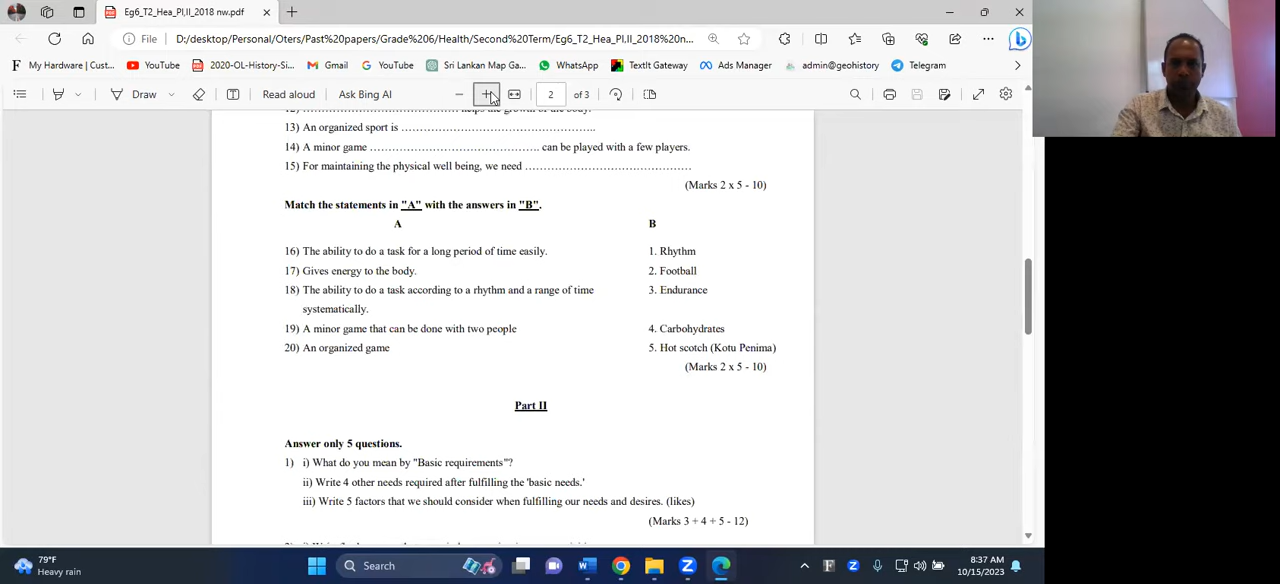 Eg6_T2_Hea_PI,II_2018 nw.pdf
File D:/desktop/Personal/Oters/Past%20papers/Grade%206/Health/Second%20Term/Eg6_T2_Hea_PI,II_2018%20n...
My Hardware | Cust... YouTube 2020-OL-History-Si... Gmail YouTube Sri Lankan Map Ga... WhatsApp TextIt Gateway Ads Manager admin@geohistory Telegram
Draw Read aloud Ask Bing AI 2 of 3
12) ........................................ helps the growth of the body.
13) An organized sport is ……………………………………………..
14) A minor game ………………………………………. can be played with a few players.
15) For maintaining the physical well being, we need ………………………………………
(Marks 2 x 5 - 10)
Match the statements in "A" with the answers in "B".
A B
16) The ability to do a task for a long period of time easily. 1. Rhythm
17) Gives energy to the body. 2. Football
18) The ability to do a task according to a rhythm and a range of time 3. Endurance
systematically.
19) A minor game that can be done with two people 4. Carbohydrates
20) An organized game 5. Hot scotch (Kotu Penima)
(Marks 2 x 5 - 10)
Part II
Answer only 5 questions.
1) i) What do you mean by "Basic requirements"?
ii) Write 4 other needs required after fulfilling the 'basic needs.'
iii) Write 5 factors that we should consider when fulfilling our needs and desires. (likes)
(Marks 3 + 4 + 5 - 12)
79°F
Heavy rain
Search
8:37 AM
10/15/2023